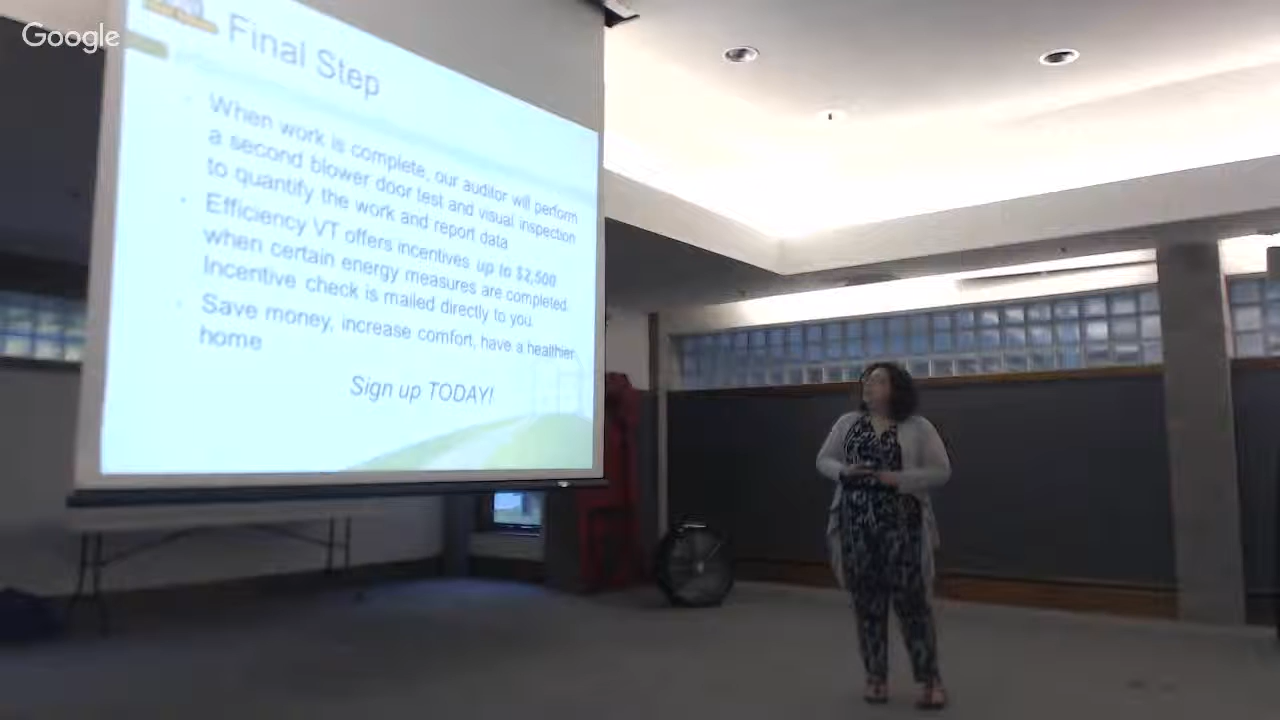 Google
Final Step
When work is complete, our auditor will perform
a second blower door test and visual inspection
to quantify the work and report data
Efficiency VT offers incentives up to $2,500
when certain energy measures are completed.
Incentive check is mailed directly to you.
Save money, increase comfort, have a healthier
home
Sign up TODAY!